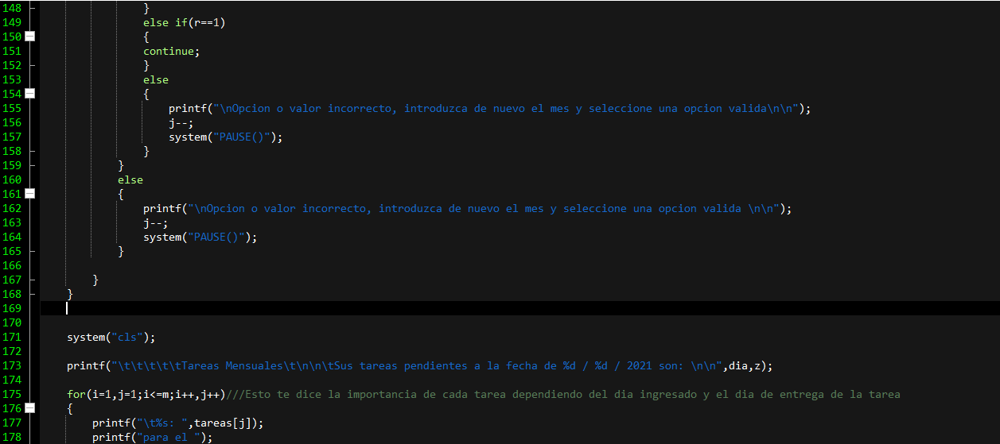 148 }
149 else if(r==1)
150 {
151 continue;
152 }
153 else
154 {
155 printf("\nOpcion o valor incorrecto, introduzca de nuevo el mes y seleccione una opcion valida\n\n");
156 j--;
157 system("PAUSE()");
158 }
159 }
160 else
161 {
162 printf("\nOpcion o valor incorrecto, introduzca de nuevo el mes y seleccione una opcion valida \n\n");
163 j--;
164 system("PAUSE()");
165 }
166
167 }
168 }
169
170
171 system("cls");
172
173 printf("\t\t\t\t\tTareas Mensuales\t\n\n\tSus tareas pendientes a la fecha de %d / %d / 2021 son: \n\n",dia,z);
174
175 for(i=1,j=1;i<=m;i++,j++)///Esto te dice la importancia de cada tarea dependiendo del dia ingresado y el dia de entrega de la tarea
176 {
177 printf("\t%s: ",tareas[j]);
178 printf("para el ");